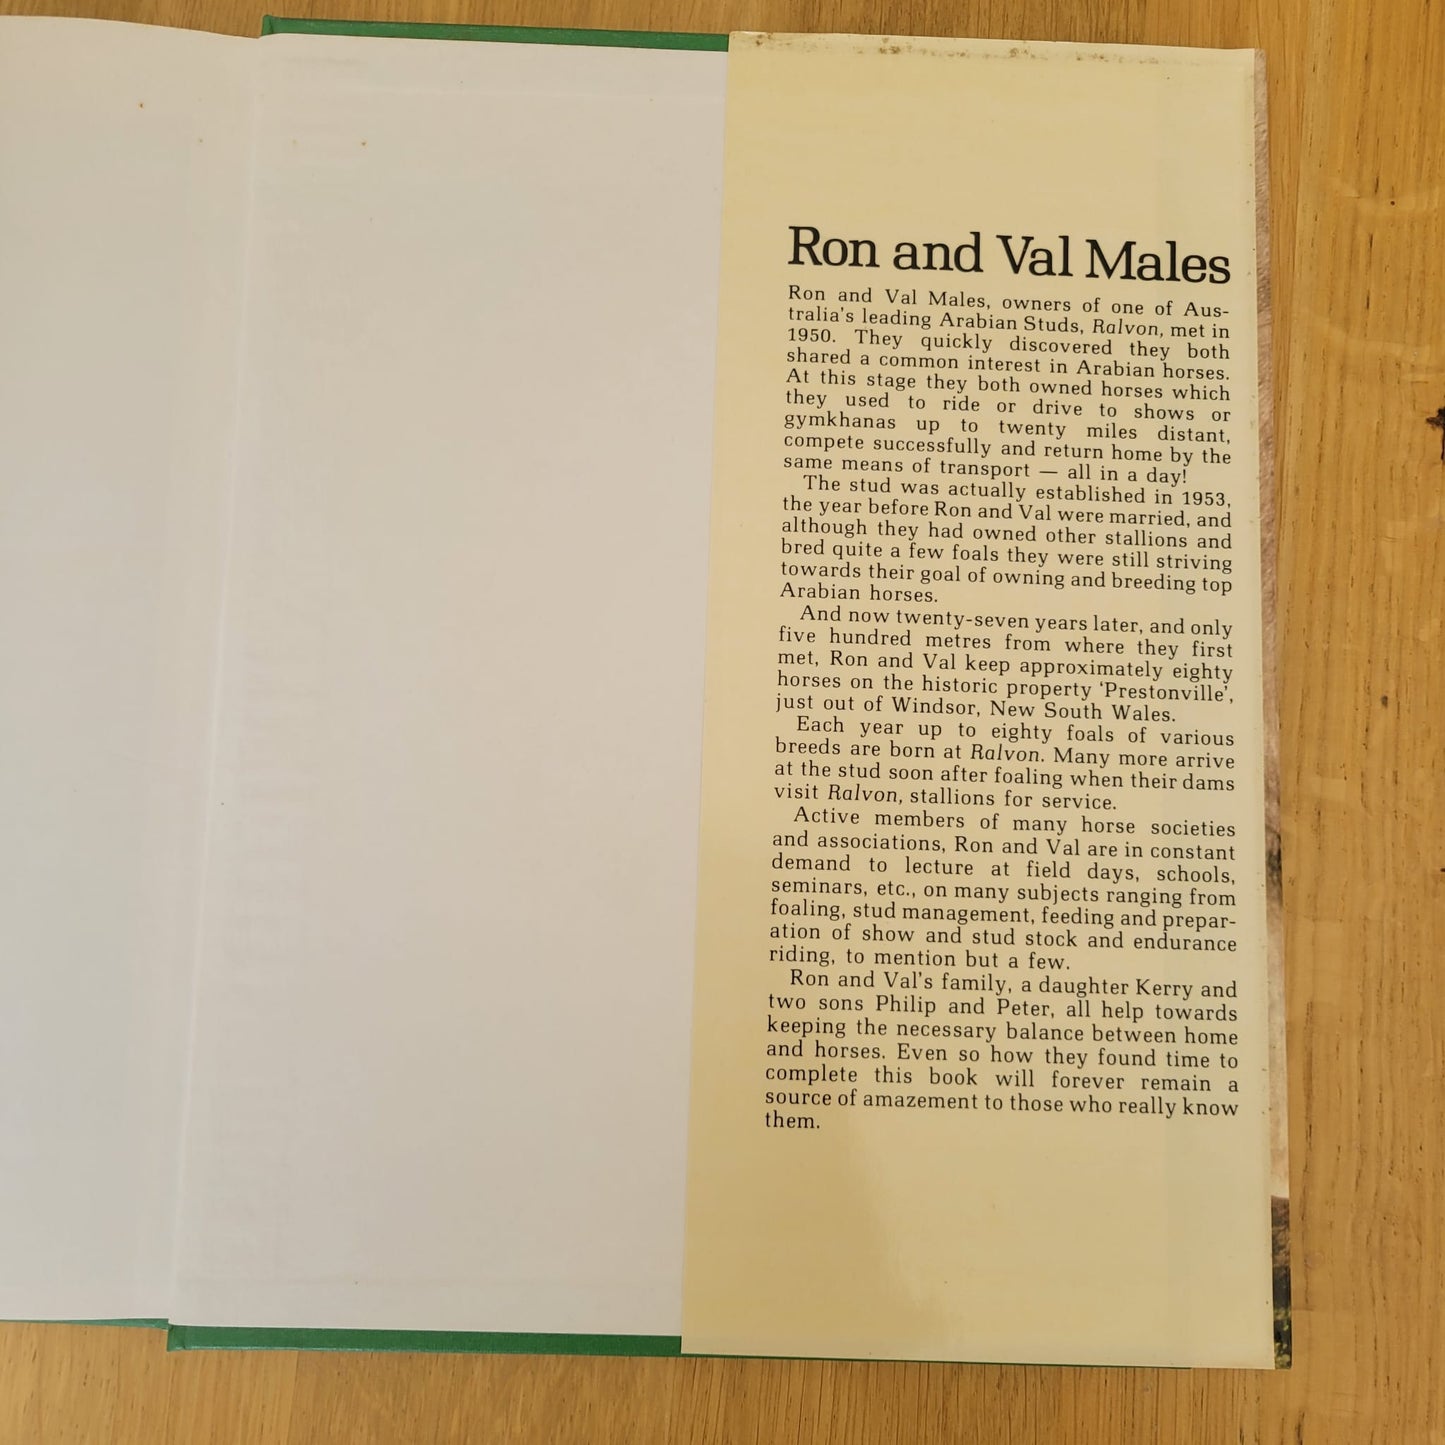 Ron and Val Males
Ron and Val Males, owners of one of Aus-
tralia's leading Arabian Studs, Ralvon, met in
1950. They quickly discovered they both
shared a common interest in Arabian horses.
At this stage they both owned horses which
they used to ride or drive to shows or
gymkhanas up to twenty miles distant,
compete successfully and return home by the
same means of transport — all in a day!
The stud was actually established in 1953,
the year before Ron and Val were married, and
although they had owned other stallions and
bred quite a few foals they were still striving
towards their goal of owning and breeding top
Arabian horses.
And now twenty-seven years later, and only
five hundred metres from where they first
met, Ron and Val keep approximately eighty
horses on the historic property ‘Prestonville’,
just out of Windsor, New South Wales.
Each year up to eighty foals of various
breeds are born at Ralvon. Many more arrive
at the stud soon after foaling when their dams
visit Ralvon, stallions for service.
Active members of many horse societies
and associations, Ron and Val are in constant
demand to lecture at field days, schools,
seminars, etc., on many subjects ranging from
foaling, stud management, feeding and prepar-
ation of show and stud stock and endurance
riding, to mention but a few.
Ron and Val's family, a daughter Kerry and
two sons Philip and Peter, all help towards
keeping the necessary balance between home
and horses. Even so how they found time to
complete this book will forever remain a
source of amazement to those who really know
them.